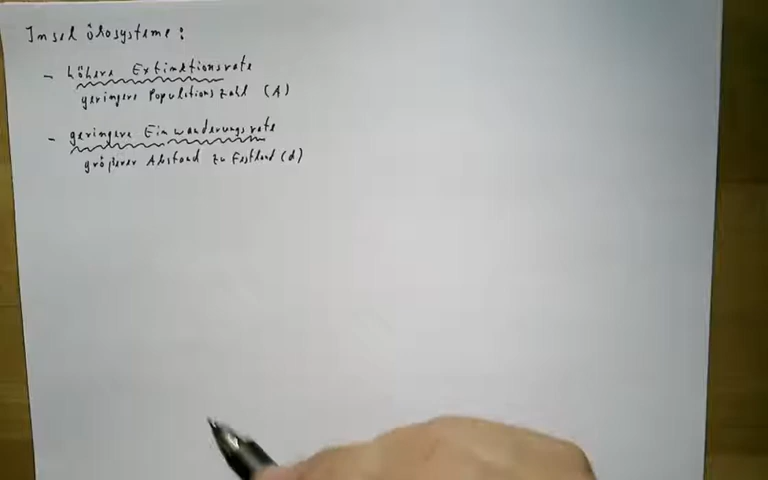 Inselökosysteme:
- höhere Extinktionsrate
geringere Populationszahl (A)
- geringere Einwanderungsrate
größerer Abstand zu Festland (d)